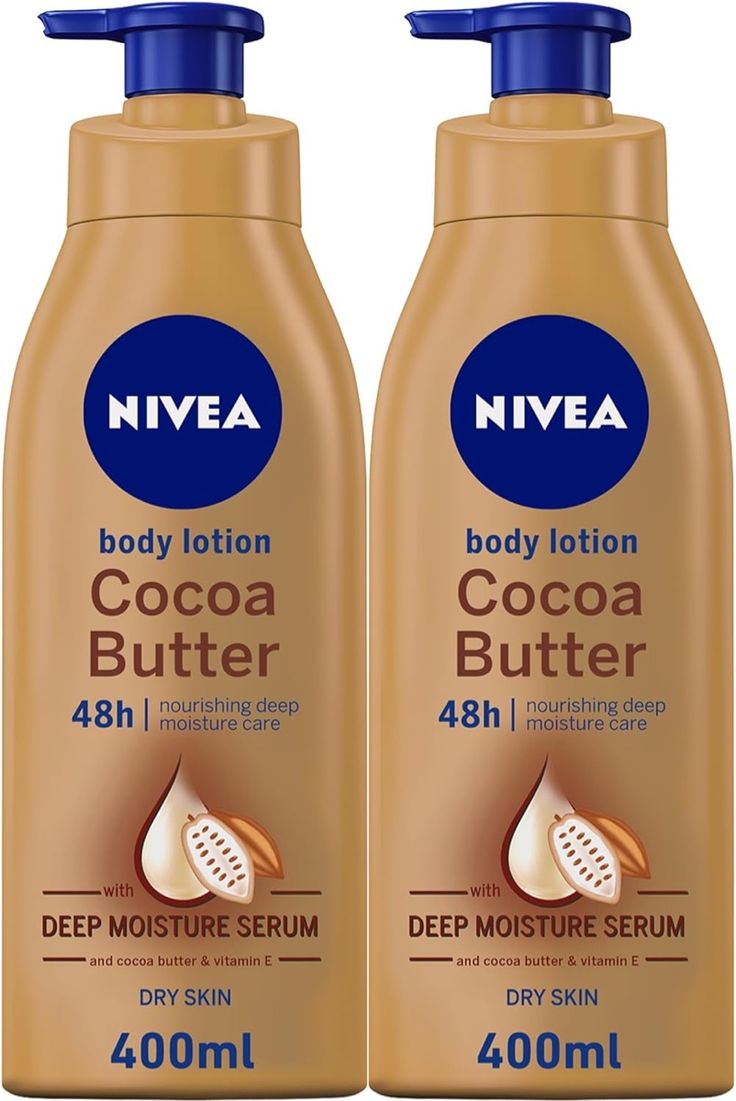 NIVEA
body lotion
Cocoa
Butter
48h | nourishing deep
moisture care
with
DEEP MOISTURE SERUM
and cocoa butter & vitamin E
DRY SKIN
400ml
NIVEA
body lotion
Cocoa
Butter
48h | nourishing deep
moisture care
with
DEEP MOISTURE SERUM
and cocoa butter & vitamin E
DRY SKIN
400ml